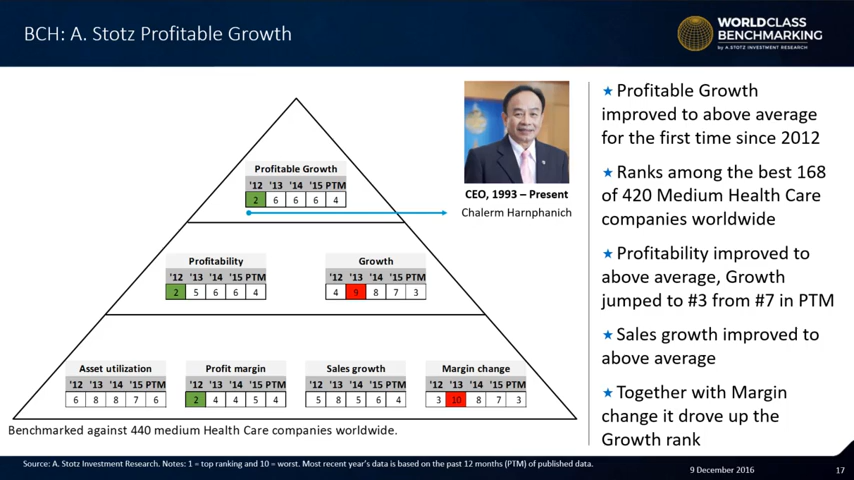 BCH: A. Stotz Profitable Growth
WORLDCLASS
BENCHMARKING
by A.STOTZ INVESTMENT RESEARCH
Profitable Growth
'12 '13 '14 '15 PTM
2 6 6 6 4
CEO, 1993 – Present
Chalerm Harnphanich
Profitability
'12 '13 '14 '15 PTM
2 5 6 6 4
Growth
'12 '13 '14 '15 PTM
4 9 8 7 3
Asset utilization
'12 '13 '14 '15 PTM
6 8 8 7 6
Profit margin
'12 '13 '14 '15 PTM
2 4 4 5 4
Sales growth
'12 '13 '14 '15 PTM
5 8 5 6 4
Margin change
'12 '13 '14 '15 PTM
3 10 8 7 3
Benchmarked against 440 medium Health Care companies worldwide.
★ Profitable Growth
improved to above average
for the first time since 2012
★ Ranks among the best 168
of 420 Medium Health Care
companies worldwide
★ Profitability improved to
above average, Growth
jumped to #3 from #7 in PTM
★ Sales growth improved to
above average
★ Together with Margin
change it drove up the
Growth rank
Source: A. Stotz Investment Research. Notes: 1 = top ranking and 10 = worst. Most recent year's data is based on the past 12 months (PTM) of published data.
9 December 2016
17